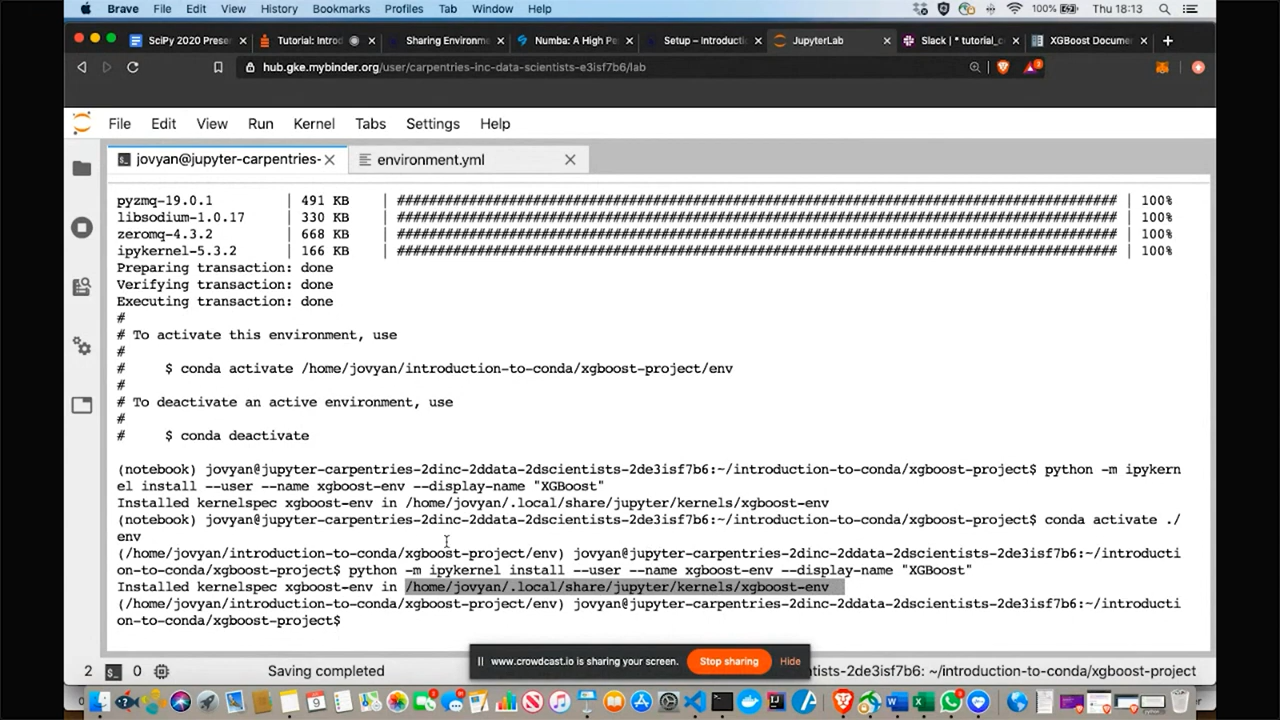 Brave File Edit View History Bookmarks Profiles Tab Window Help 100% Thu 18:13
SciPy 2020 Prese Tutorial: Introd Sharing Environme Numba: A High Pe Setup – Introductio JupyterLab Slack | * tutorial_c XGBoost Docume
hub.gke.mybinder.org/user/carpentries-inc-data-scientists-e3isf7b6/lab
File Edit View Run Kernel Tabs Settings Help
jovyan@jupyter-carpentries- environment.yml
pyzmq-19.0.1 | 491 KB | ########################################################################################## | 100%
libsodium-1.0.17 | 330 KB | ########################################################################################## | 100%
zeromq-4.3.2 | 668 KB | ########################################################################################## | 100%
ipykernel-5.3.2 | 166 KB | ########################################################################################## | 100%
Preparing transaction: done
Verifying transaction: done
Executing transaction: done
#
# To activate this environment, use
#
# $ conda activate /home/jovyan/introduction-to-conda/xgboost-project/env
#
# To deactivate an active environment, use
#
# $ conda deactivate
(notebook) jovyan@jupyter-carpentries-2dinc-2ddata-2dscientists-2de3isf7b6:~/introduction-to-conda/xgboost-project$ python -m ipykern
el install --user --name xgboost-env --display-name "XGBoost"
Installed kernelspec xgboost-env in /home/jovyan/.local/share/jupyter/kernels/xgboost-env
(notebook) jovyan@jupyter-carpentries-2dinc-2ddata-2dscientists-2de3isf7b6:~/introduction-to-conda/xgboost-project$ conda activate ./
env
(/home/jovyan/introduction-to-conda/xgboost-project/env) jovyan@jupyter-carpentries-2dinc-2ddata-2dscientists-2de3isf7b6:~/introducti
on-to-conda/xgboost-project$ python -m ipykernel install --user --name xgboost-env --display-name "XGBoost"
Installed kernelspec xgboost-env in /home/jovyan/.local/share/jupyter/kernels/xgboost-env
(/home/jovyan/introduction-to-conda/xgboost-project/env) jovyan@jupyter-carpentries-2dinc-2ddata-2dscientists-2de3isf7b6:~/introducti
on-to-conda/xgboost-project$
www.crowdcast.io is sharing your screen. Stop sharing Hide
2 0 Saving completed ntists-2de3isf7b6: ~/introduction-to-conda/xgboost-project